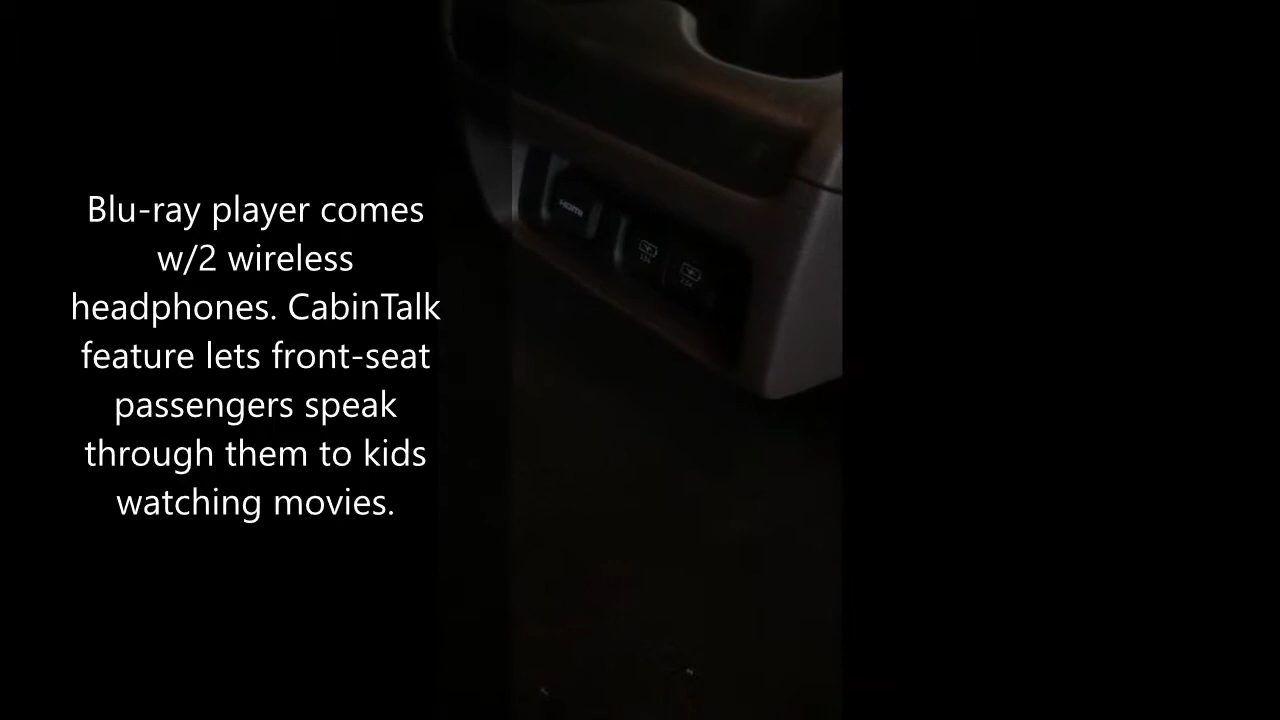 Blu-ray player comes
w/2 wireless
headphones. CabinTalk
feature lets front-seat
passengers speak
through them to kids
watching movies.
HDMI